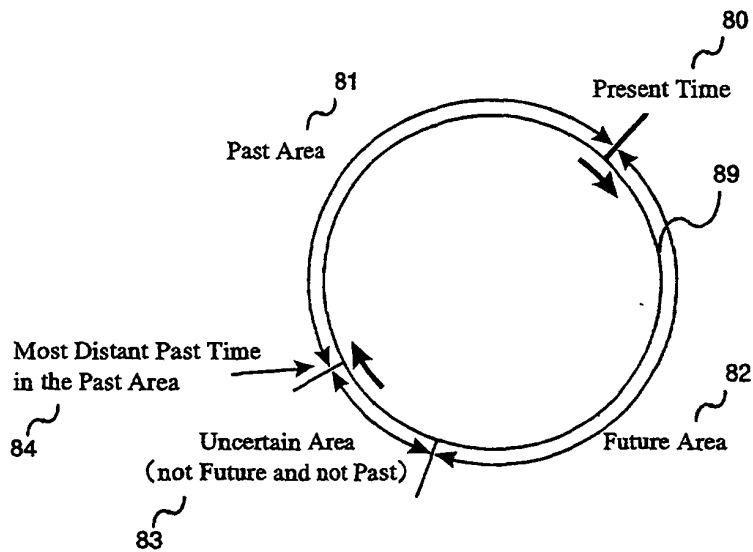 80
Present Time
81
Past Area
89
Most Distant Past Time
in the Past Area
84
82
Future Area
Uncertain Area
(not Future and not Past)
83